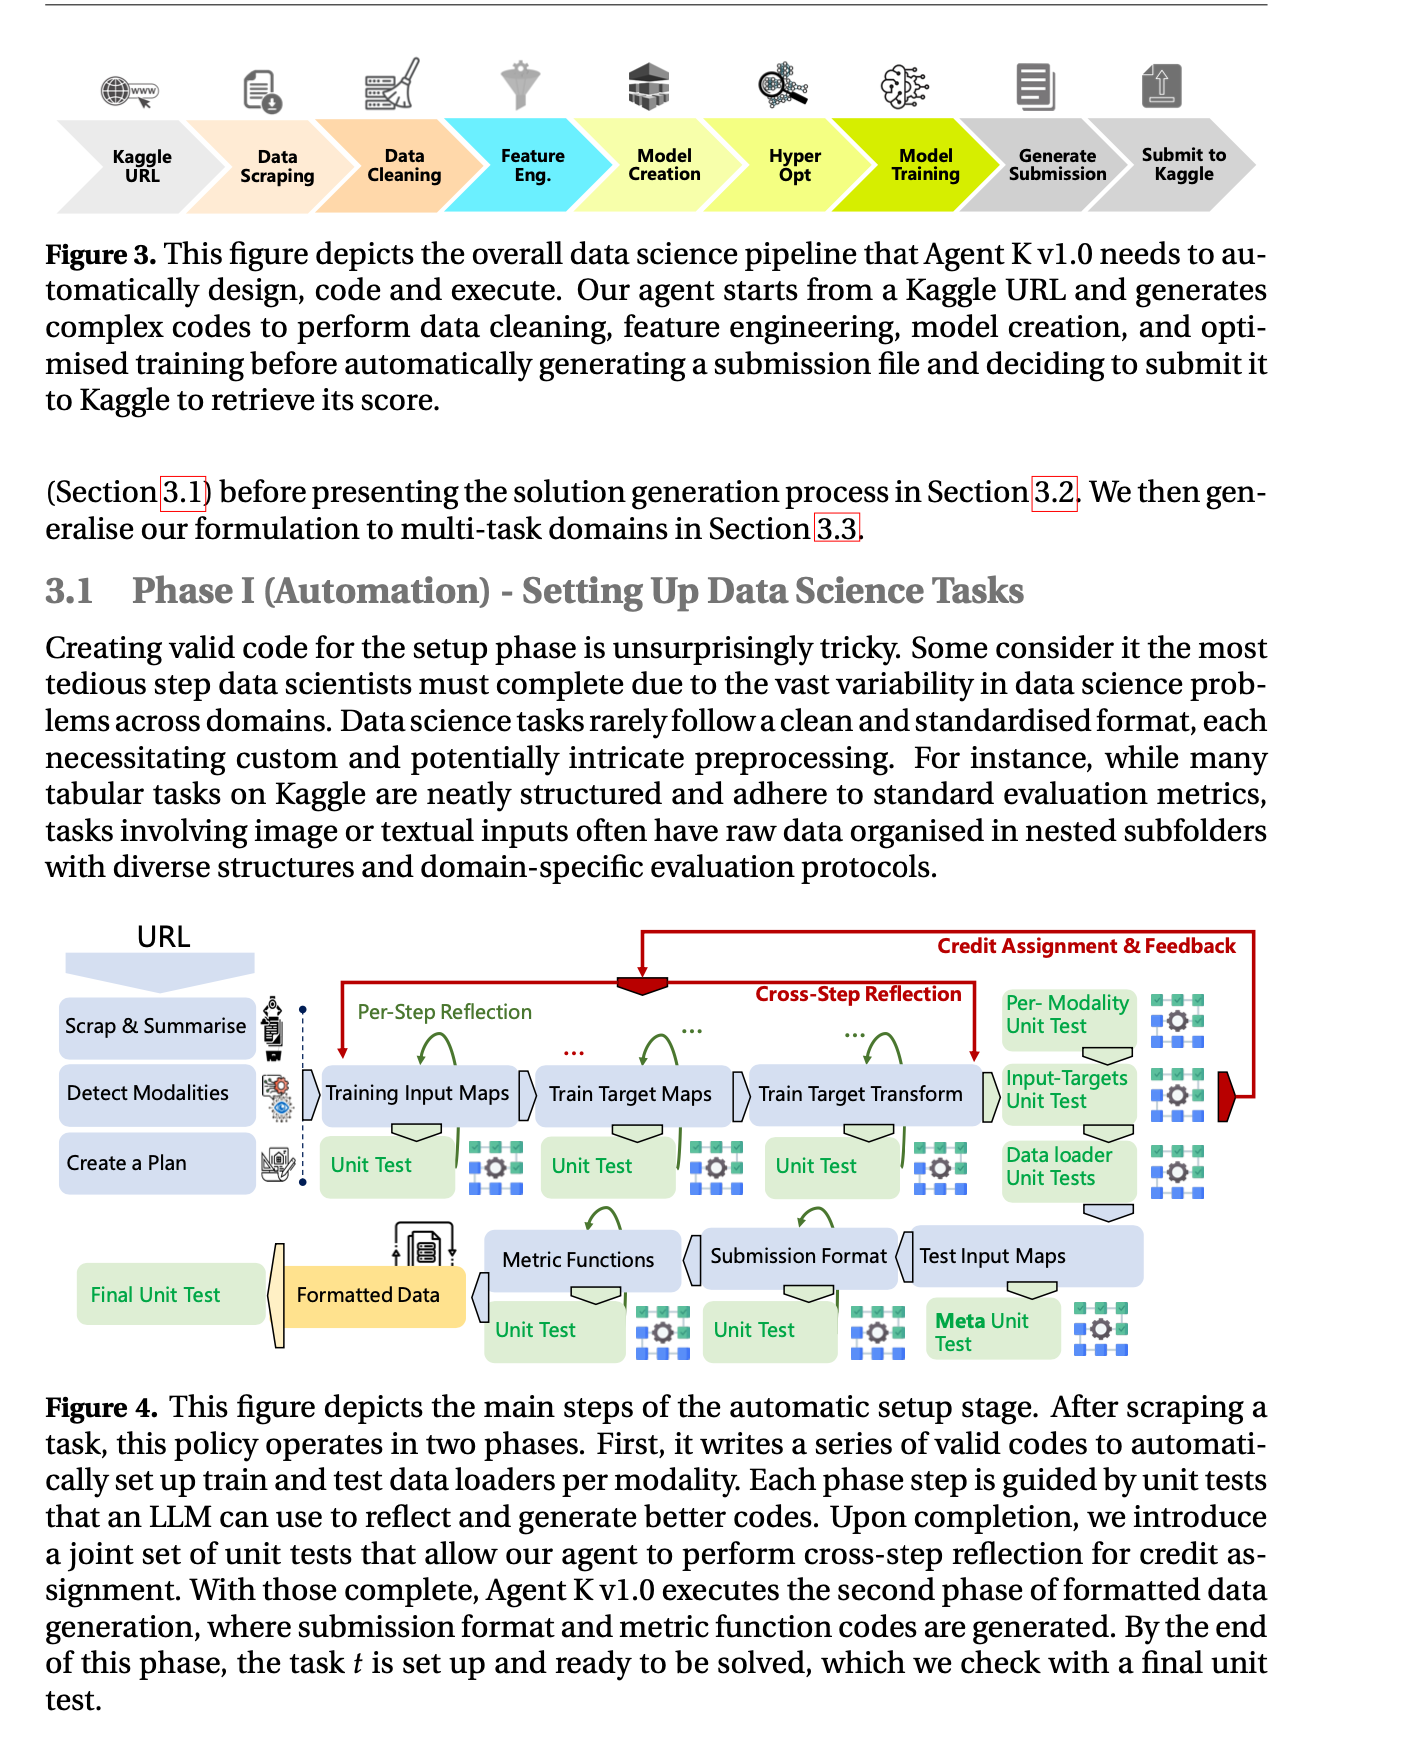 www
Kaggle
URL
Data
Scraping
Data
Cleaning
Feature
Eng.
Model
Creation
Hyper
Opt
Model
Training
Generate
Submission
Submit to
Kaggle
Figure 3. This figure depicts the overall data science pipeline that Agent K v1.0 needs to au-
tomatically design, code and execute. Our agent starts from a Kaggle URL and generates
complex codes to perform data cleaning, feature engineering, model creation, and opti-
mised training before automatically generating a submission file and deciding to submit it
to Kaggle to retrieve its score.
(Section 3.1) before presenting the solution generation process in Section 3.2. We then gen-
eralise our formulation to multi-task domains in Section 3.3.
3.1 Phase I (Automation) - Setting Up Data Science Tasks
Creating valid code for the setup phase is unsurprisingly tricky. Some consider it the most
tedious step data scientists must complete due to the vast variability in data science prob-
lems across domains. Data science tasks rarely follow a clean and standardised format, each
necessitating custom and potentially intricate preprocessing. For instance, while many
tabular tasks on Kaggle are neatly structured and adhere to standard evaluation metrics,
tasks involving image or textual inputs often have raw data organised in nested subfolders
with diverse structures and domain-specific evaluation protocols.
URL
Credit Assignment & Feedback
Cross-Step Reflection
Per-Step Reflection
...
...
...
Scrap & Summarise
Detect Modalities
Create a Plan
Training Input Maps
Train Target Maps
Train Target Transform
Unit Test
Unit Test
Unit Test
Per- Modality
Unit Test
Input-Targets
Unit Test
Data loader
Unit Tests
Test Input Maps
Meta Unit
Test
Submission Format
Unit Test
Metric Functions
Unit Test
Formatted Data
Final Unit Test
Figure 4. This figure depicts the main steps of the automatic setup stage. After scraping a
task, this policy operates in two phases. First, it writes a series of valid codes to automati-
cally set up train and test data loaders per modality. Each phase step is guided by unit tests
that an LLM can use to reflect and generate better codes. Upon completion, we introduce
a joint set of unit tests that allow our agent to perform cross-step reflection for credit as-
signment. With those complete, Agent K v1.0 executes the second phase of formatted data
generation, where submission format and metric function codes are generated. By the end
of this phase, the task t is set up and ready to be solved, which we check with a final unit
test.